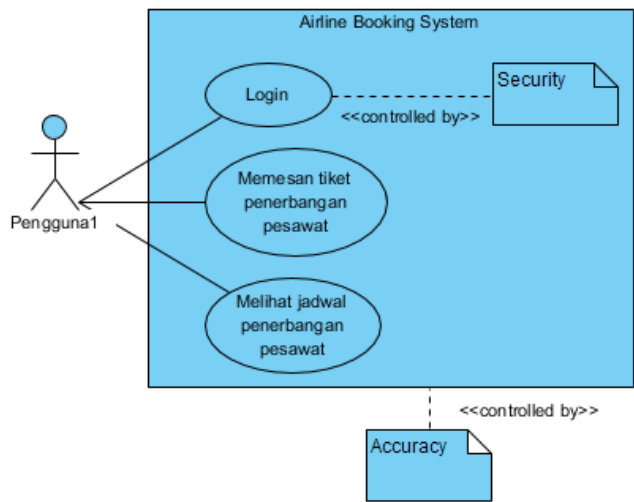 Airline Booking System
Login
<<controlled by>>
Security
Pengguna1
Memesan tiket
penerbangan
pesawat
Melihat jadwal
penerbangan
pesawat
<<controlled by>>
Accuracy